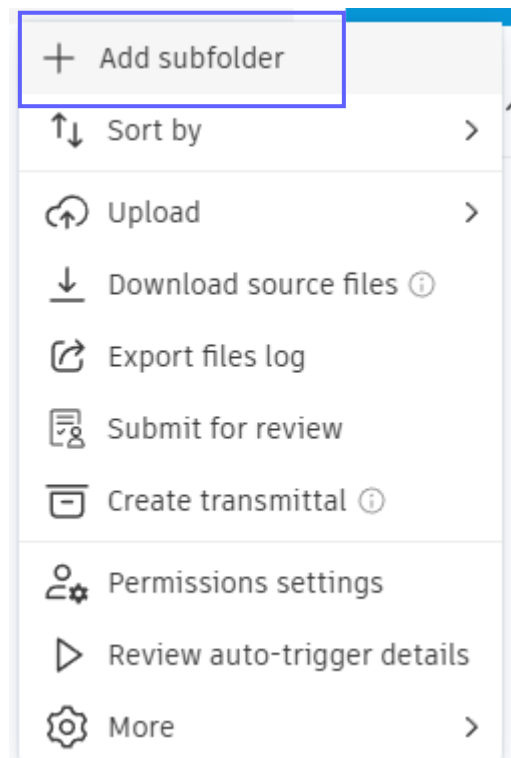 Add subfolder
Sort by
Upload
Download source files
Export files log
Submit for review
Create transmittal
Permissions settings
Review auto-trigger details
More